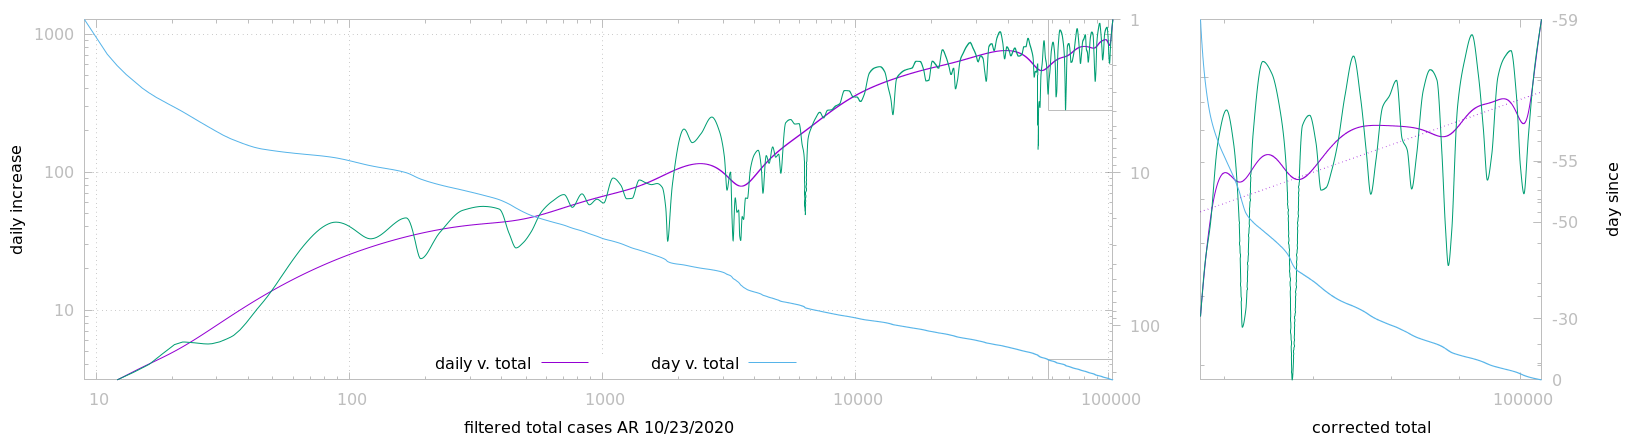 daily increase
1000
100
10
10
100
1000
10000
100000
filtered total cases AR 10/23/2020
daily v. total
day v. total
1
10
100
-59
-55
-50
-30
0
day since
100000
corrected total